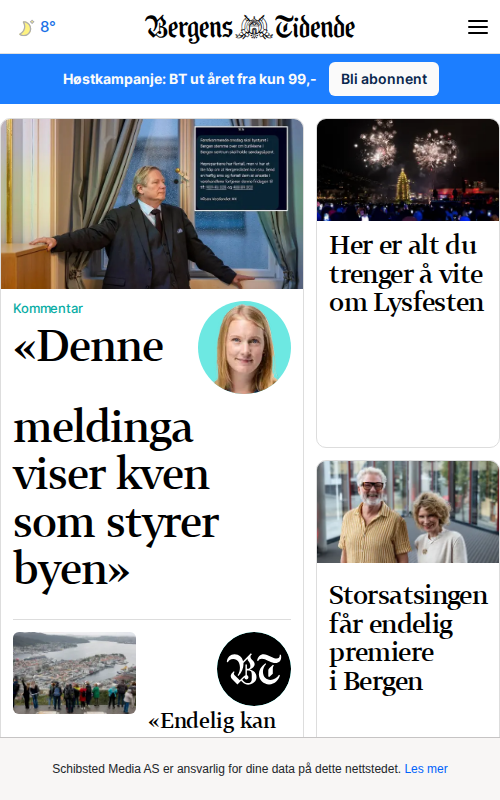 8°
Bergens Tidende
Høstkampanje: BT ut året fra kun 99,-
Bli abonnent
Kommentar
«Denne
meldinga
viser kven
som styrer
byen»
BT
«Endelig kan
Her er alt du
trenger å vite
om Lysfesten
Storsatsingen
får endelig
premiere
i Bergen
Schibsted Media AS er ansvarlig for dine data på dette nettstedet. Les mer